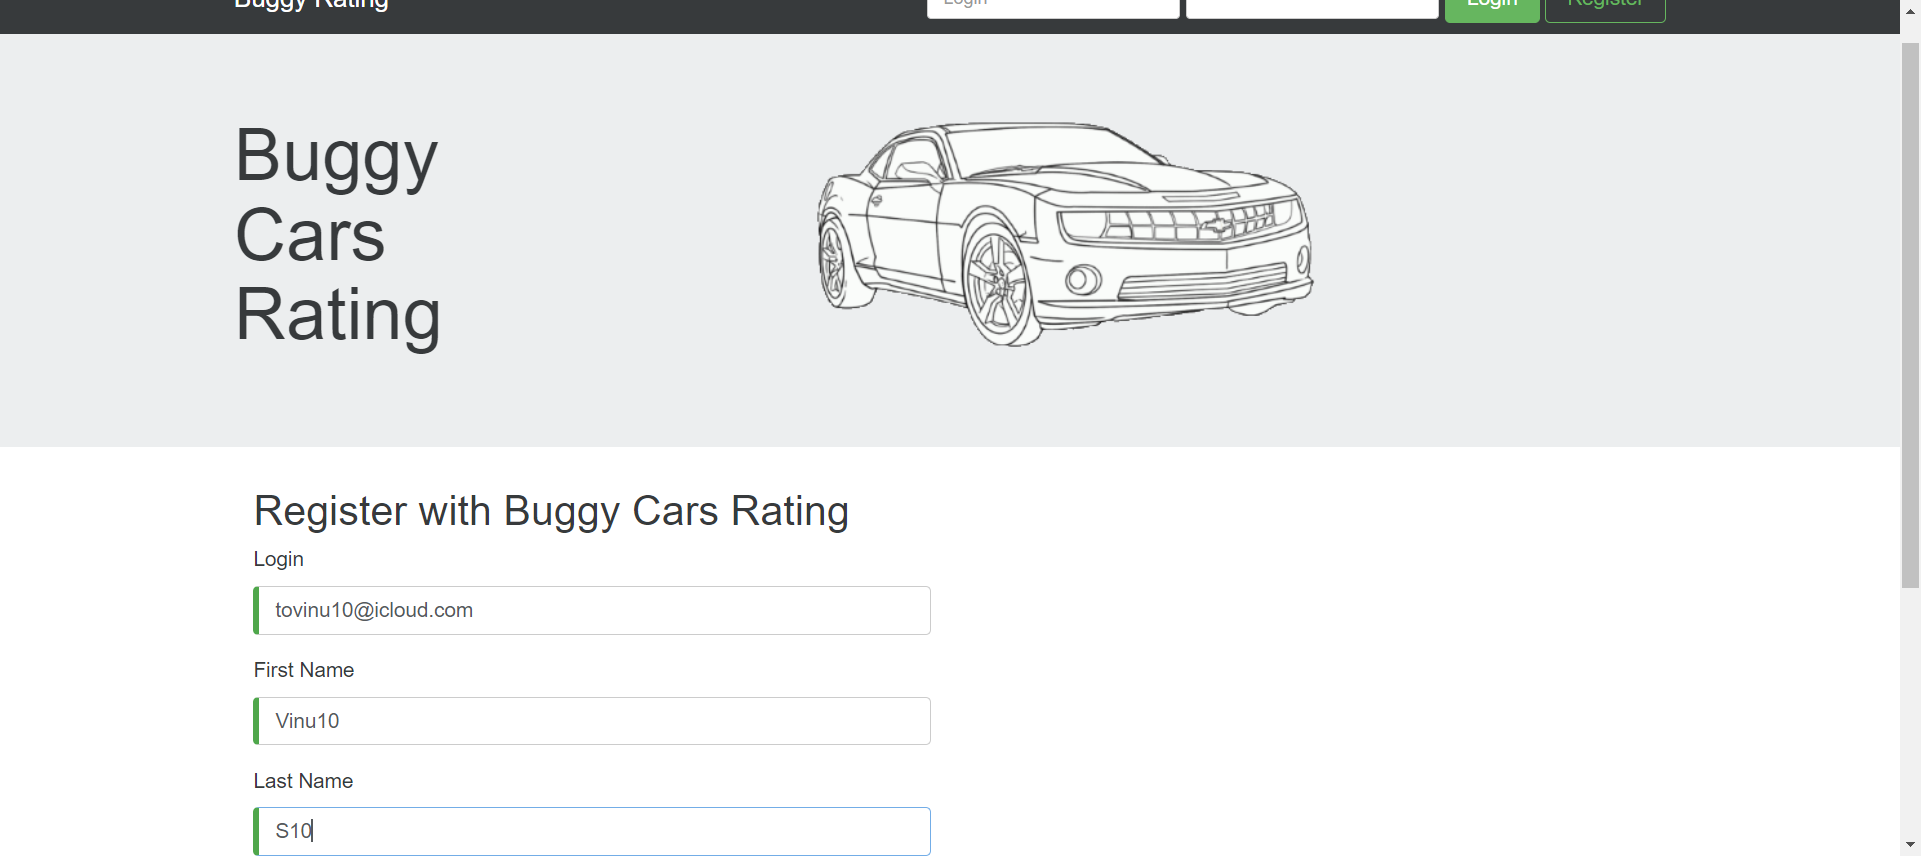 Buggy Rating
Login
Login
Register
Buggy
Cars
Rating
Register with Buggy Cars Rating
Login
tovinu10@icloud.com
First Name
Vinu10
Last Name
S10